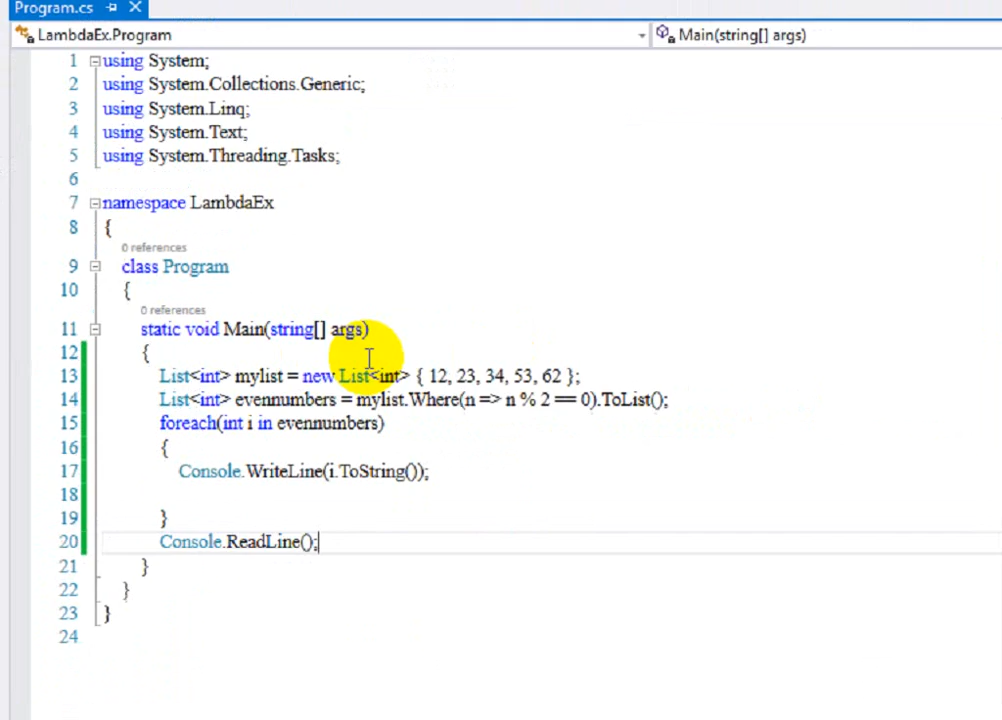 Program.cs
LambdaEx.Program Main(string[] args)
1 using System;
2 using System.Collections.Generic;
3 using System.Linq;
4 using System.Text;
5 using System.Threading.Tasks;
6
7 namespace LambdaEx
8 {
0 references
9 class Program
10 {
0 references
11 static void Main(string[] args)
12 {
13 List<int> mylist = new List<int> { 12, 23, 34, 53, 62 };
14 List<int> evennumbers = mylist.Where(n => n % 2 == 0).ToList();
15 foreach(int i in evennumbers)
16 {
17 Console.WriteLine(i.ToString());
18
19 }
20 Console.ReadLine();
21 }
22 }
23 }
24